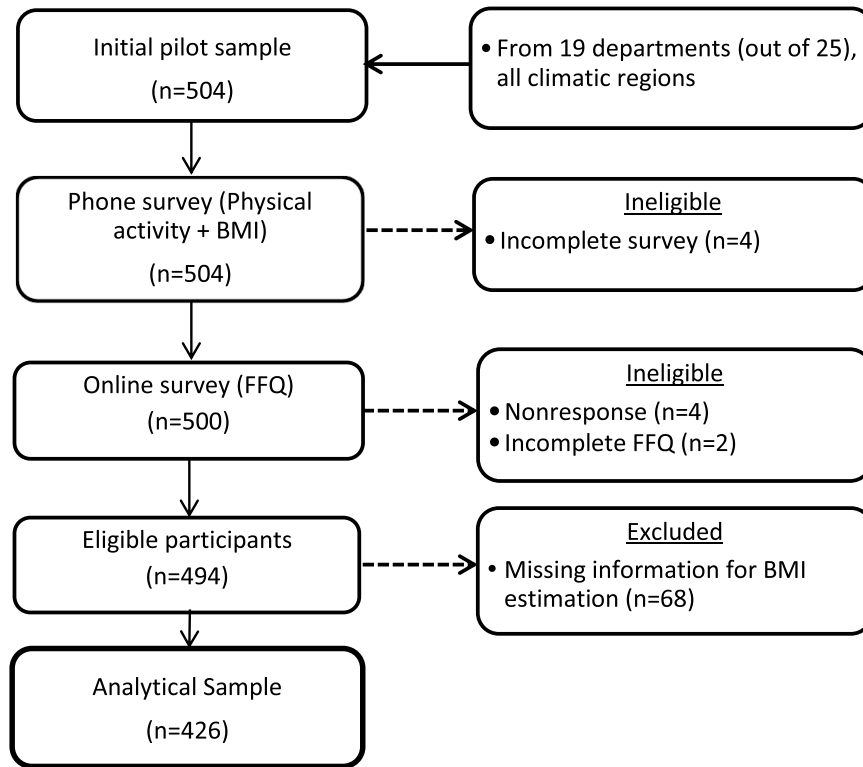 Initial pilot sample
(n=504)
• From 19 departments (out of 25),
all climatic regions
Phone survey (Physical
activity + BMI)
(n=504)
Ineligible
• Incomplete survey (n=4)
Online survey (FFQ)
(n=500)
Ineligible
• Nonresponse (n=4)
• Incomplete FFQ (n=2)
Eligible participants
(n=494)
Excluded
• Missing information for BMI
estimation (n=68)
Analytical Sample
(n=426)